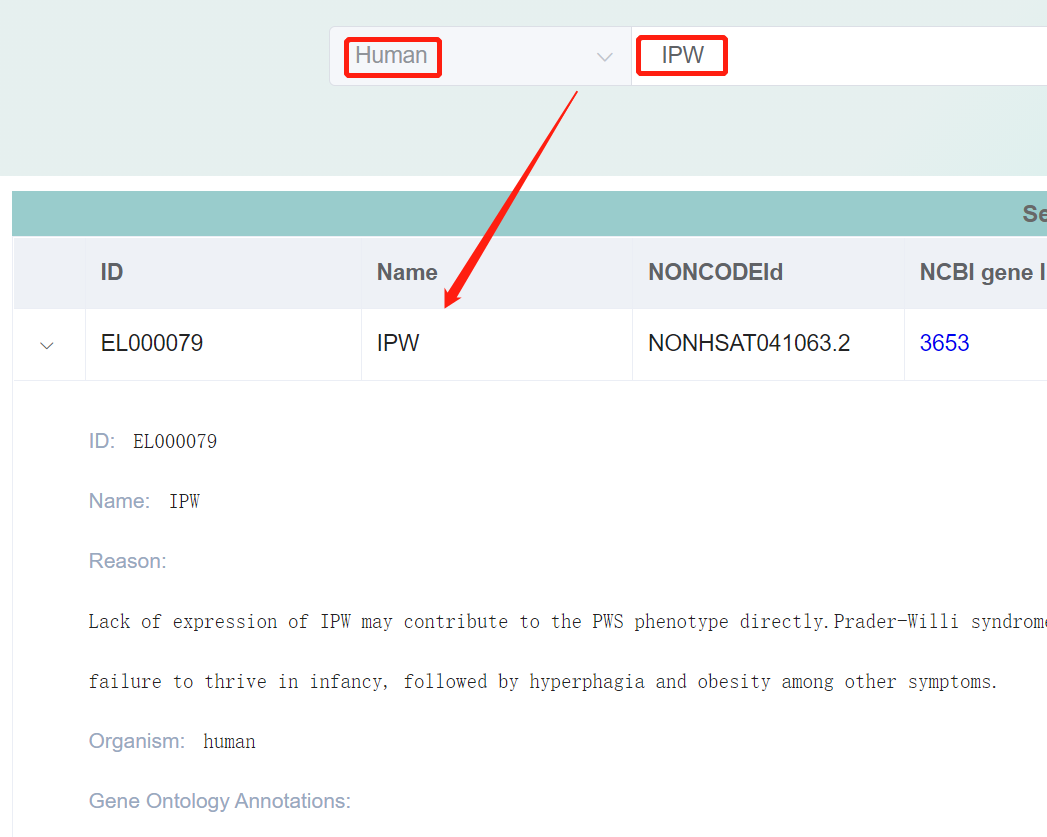 Human IPW
ID Name NONCODEId NCBI gene
EL000079 IPW NONHSAT041063.2 3653
ID: EL000079
Name: IPW
Reason:
Lack of expression of IPW may contribute to the PWS phenotype directly.Prader-Willi syndrome
failure to thrive in infancy, followed by hyperphagia and obesity among other symptoms.
Organism: human
Gene Ontology Annotations: